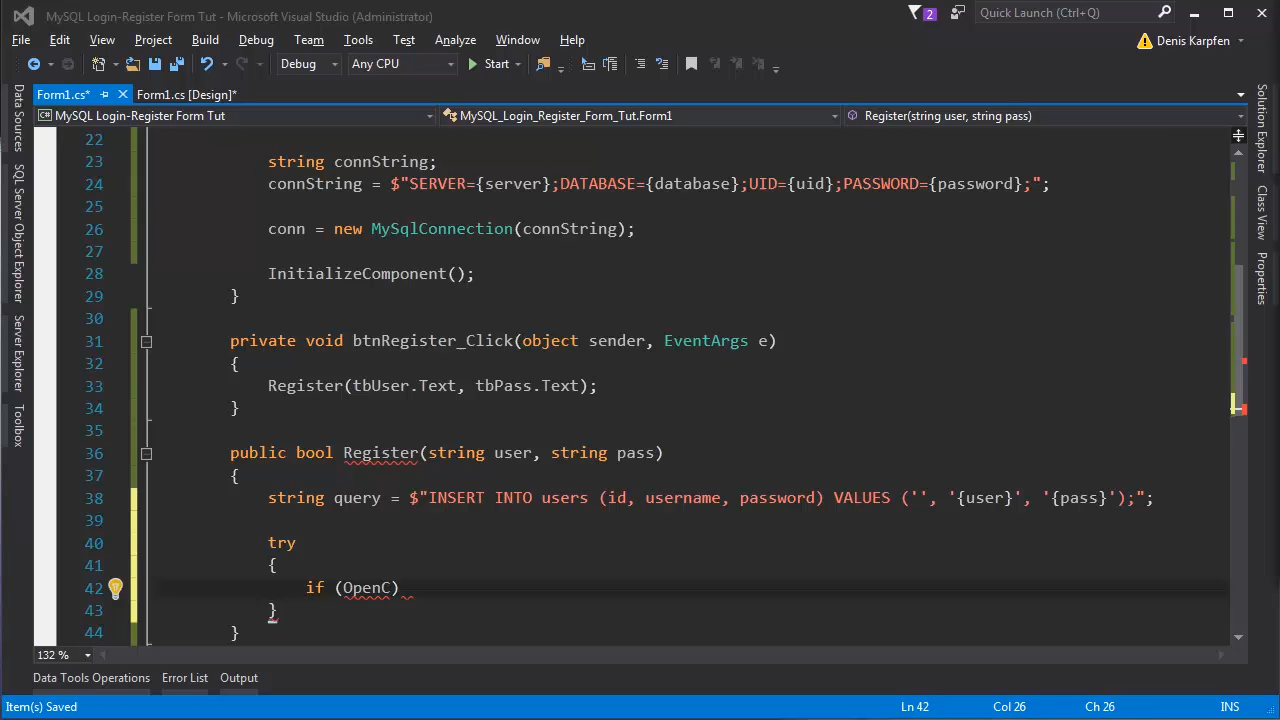 MySQL Login-Register Form Tut - Microsoft Visual Studio (Administrator)
2
Quick Launch (Ctrl+Q)
File Edit View Project Build Debug Team Tools Test Analyze Window Help
Denis Karpfen
Debug Any CPU Start
Form1.cs* Form1.cs [Design]*
C# MySQL Login-Register Form Tut MySQL_Login_Register_Form_Tut.Form1 Register(string user, string pass)
Data Sources
SQL Server Object Explorer
Server Explorer
Toolbox
22
23 string connString;
24 connString = $"SERVER={server};DATABASE={database};UID={uid};PASSWORD={password};";
25
26 conn = new MySqlConnection(connString);
27
28 InitializeComponent();
29 }
30
31 private void btnRegister_Click(object sender, EventArgs e)
32 {
33 Register(tbUser.Text, tbPass.Text);
34 }
35
36 public bool Register(string user, string pass)
37 {
38 string query = $"INSERT INTO users (id, username, password) VALUES ('', '{user}', '{pass}');";
39
40 try
41 {
42 if (OpenC)
43 }
44 }
Solution Explorer
Class View
Properties
132 %
Data Tools Operations Error List Output
Item(s) Saved Ln 42 Col 26 Ch 26 INS